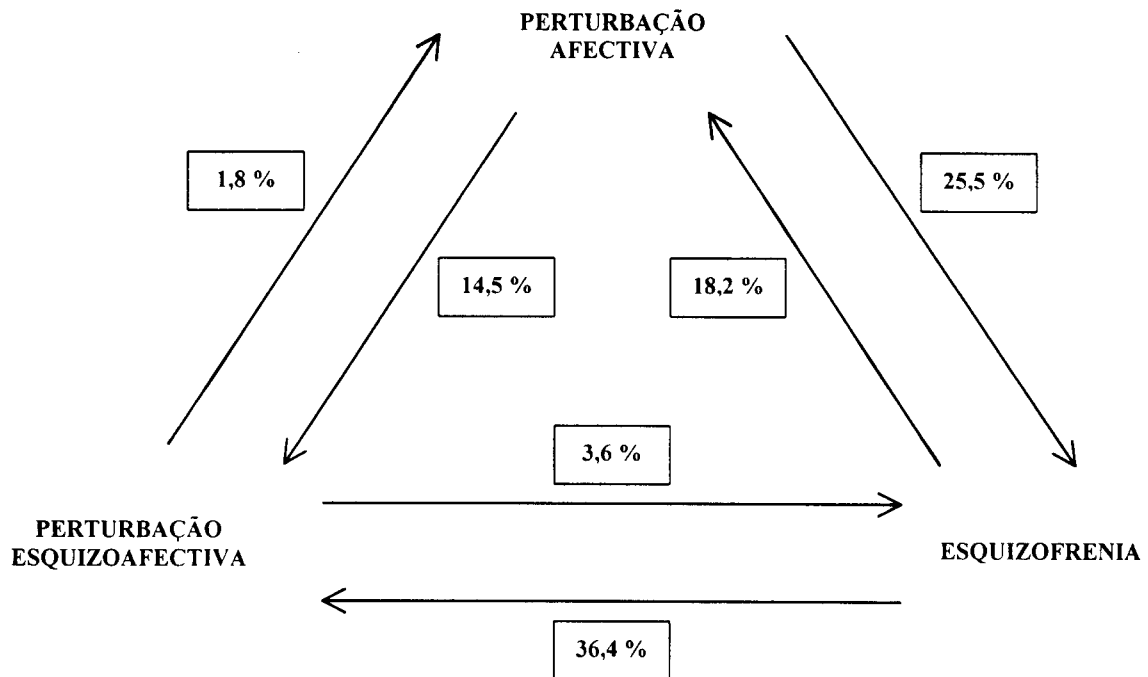 PERTURBAÇÃO
AFECTIVA
1,8 %
25,5 %
14,5 %
18,2 %
3,6 %
PERTURBAÇÃO
ESQUIZOAFECTIVA
ESQUIZOFRENIA
36,4 %